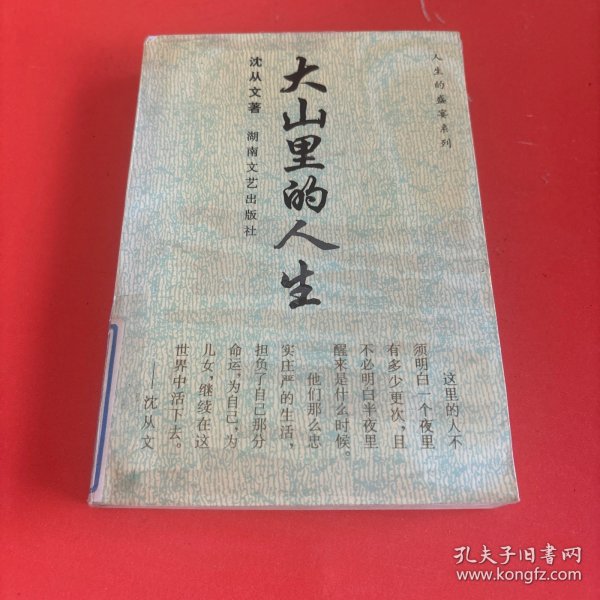 人生的盛宴系列
大山里的人生
沈从文著 湖南文艺出版社
这里的人不
须明白一个夜里
有多少更次，且
不必明白半夜里
醒来是什么时候。
他们那么忠
实庄严的生活，
担负了自己那分
命运，为自己，为
儿女，继续在这
世界中活下去。
——沈从文
孔夫子旧书网
www.kongfz.com